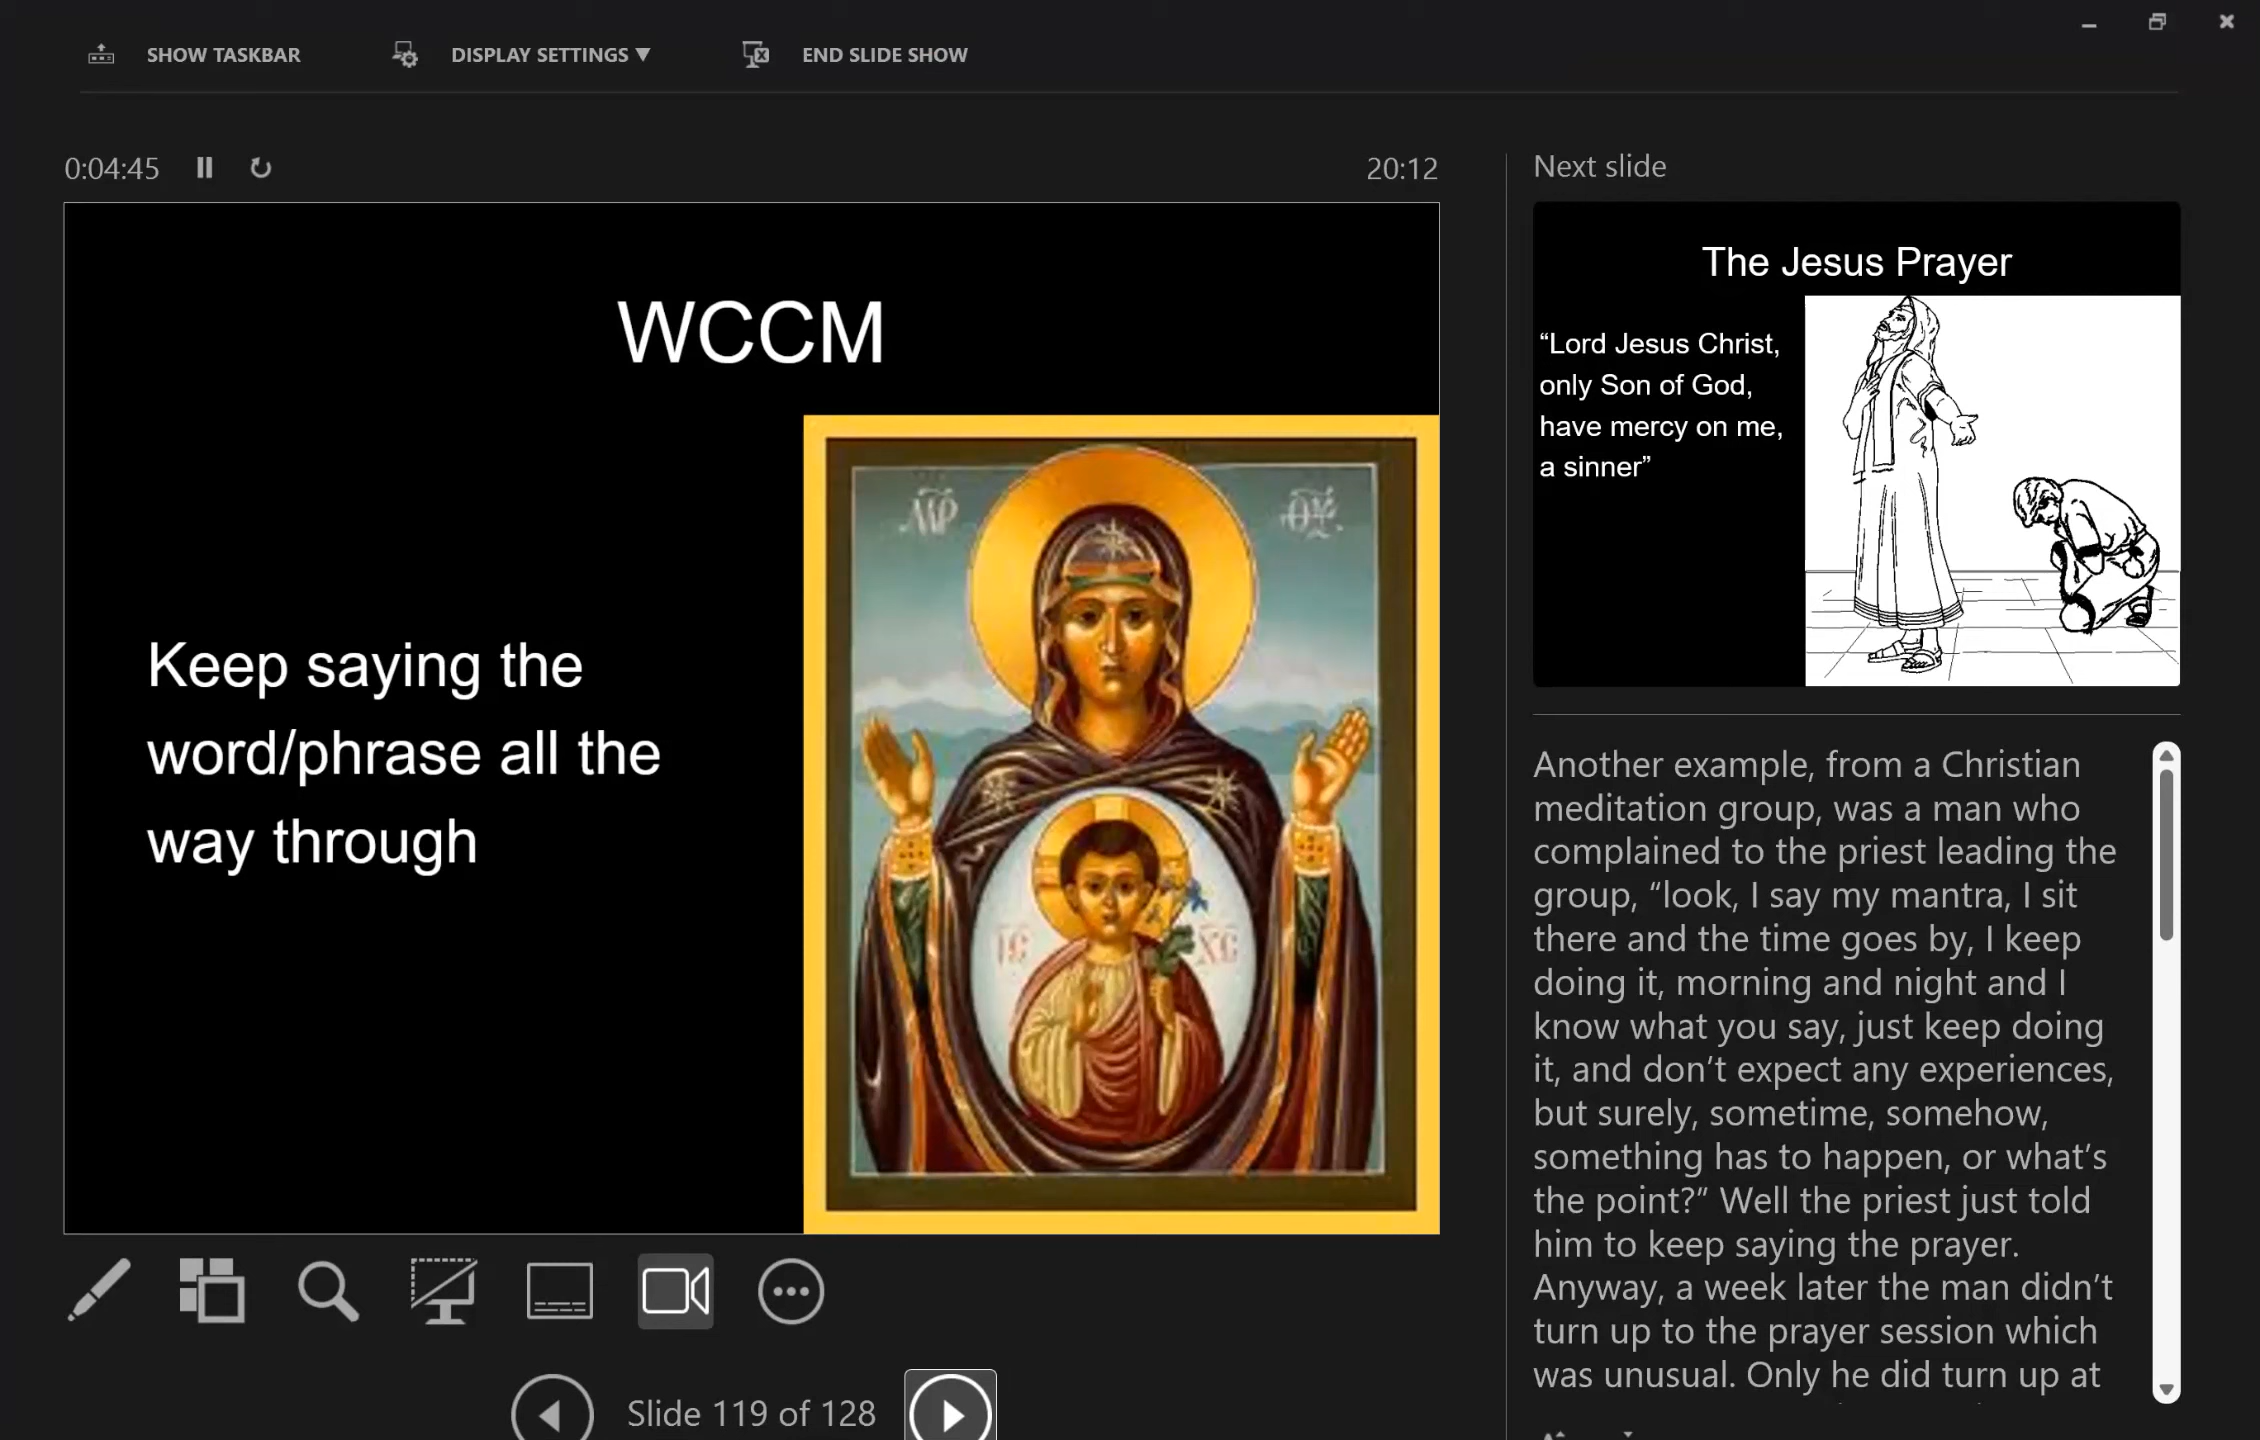 SHOW TASKBAR
DISPLAY SETTINGS ▼
END SLIDE SHOW
0:04:45
20:12
WCCM
Keep saying the
word/phrase all the
way through
ΜΡ
ΘΥ
ΙC
ΧC
Slide 119 of 128
Next slide
The Jesus Prayer
“Lord Jesus Christ,
only Son of God,
have mercy on me,
a sinner”
Another example, from a Christian
meditation group, was a man who
complained to the priest leading the
group, “look, I say my mantra, I sit
there and the time goes by, I keep
doing it, morning and night and I
know what you say, just keep doing
it, and don’t expect any experiences,
but surely, sometime, somehow,
something has to happen, or what’s
the point?” Well the priest just told
him to keep saying the prayer.
Anyway, a week later the man didn’t
turn up to the prayer session which
was unusual. Only he did turn up at